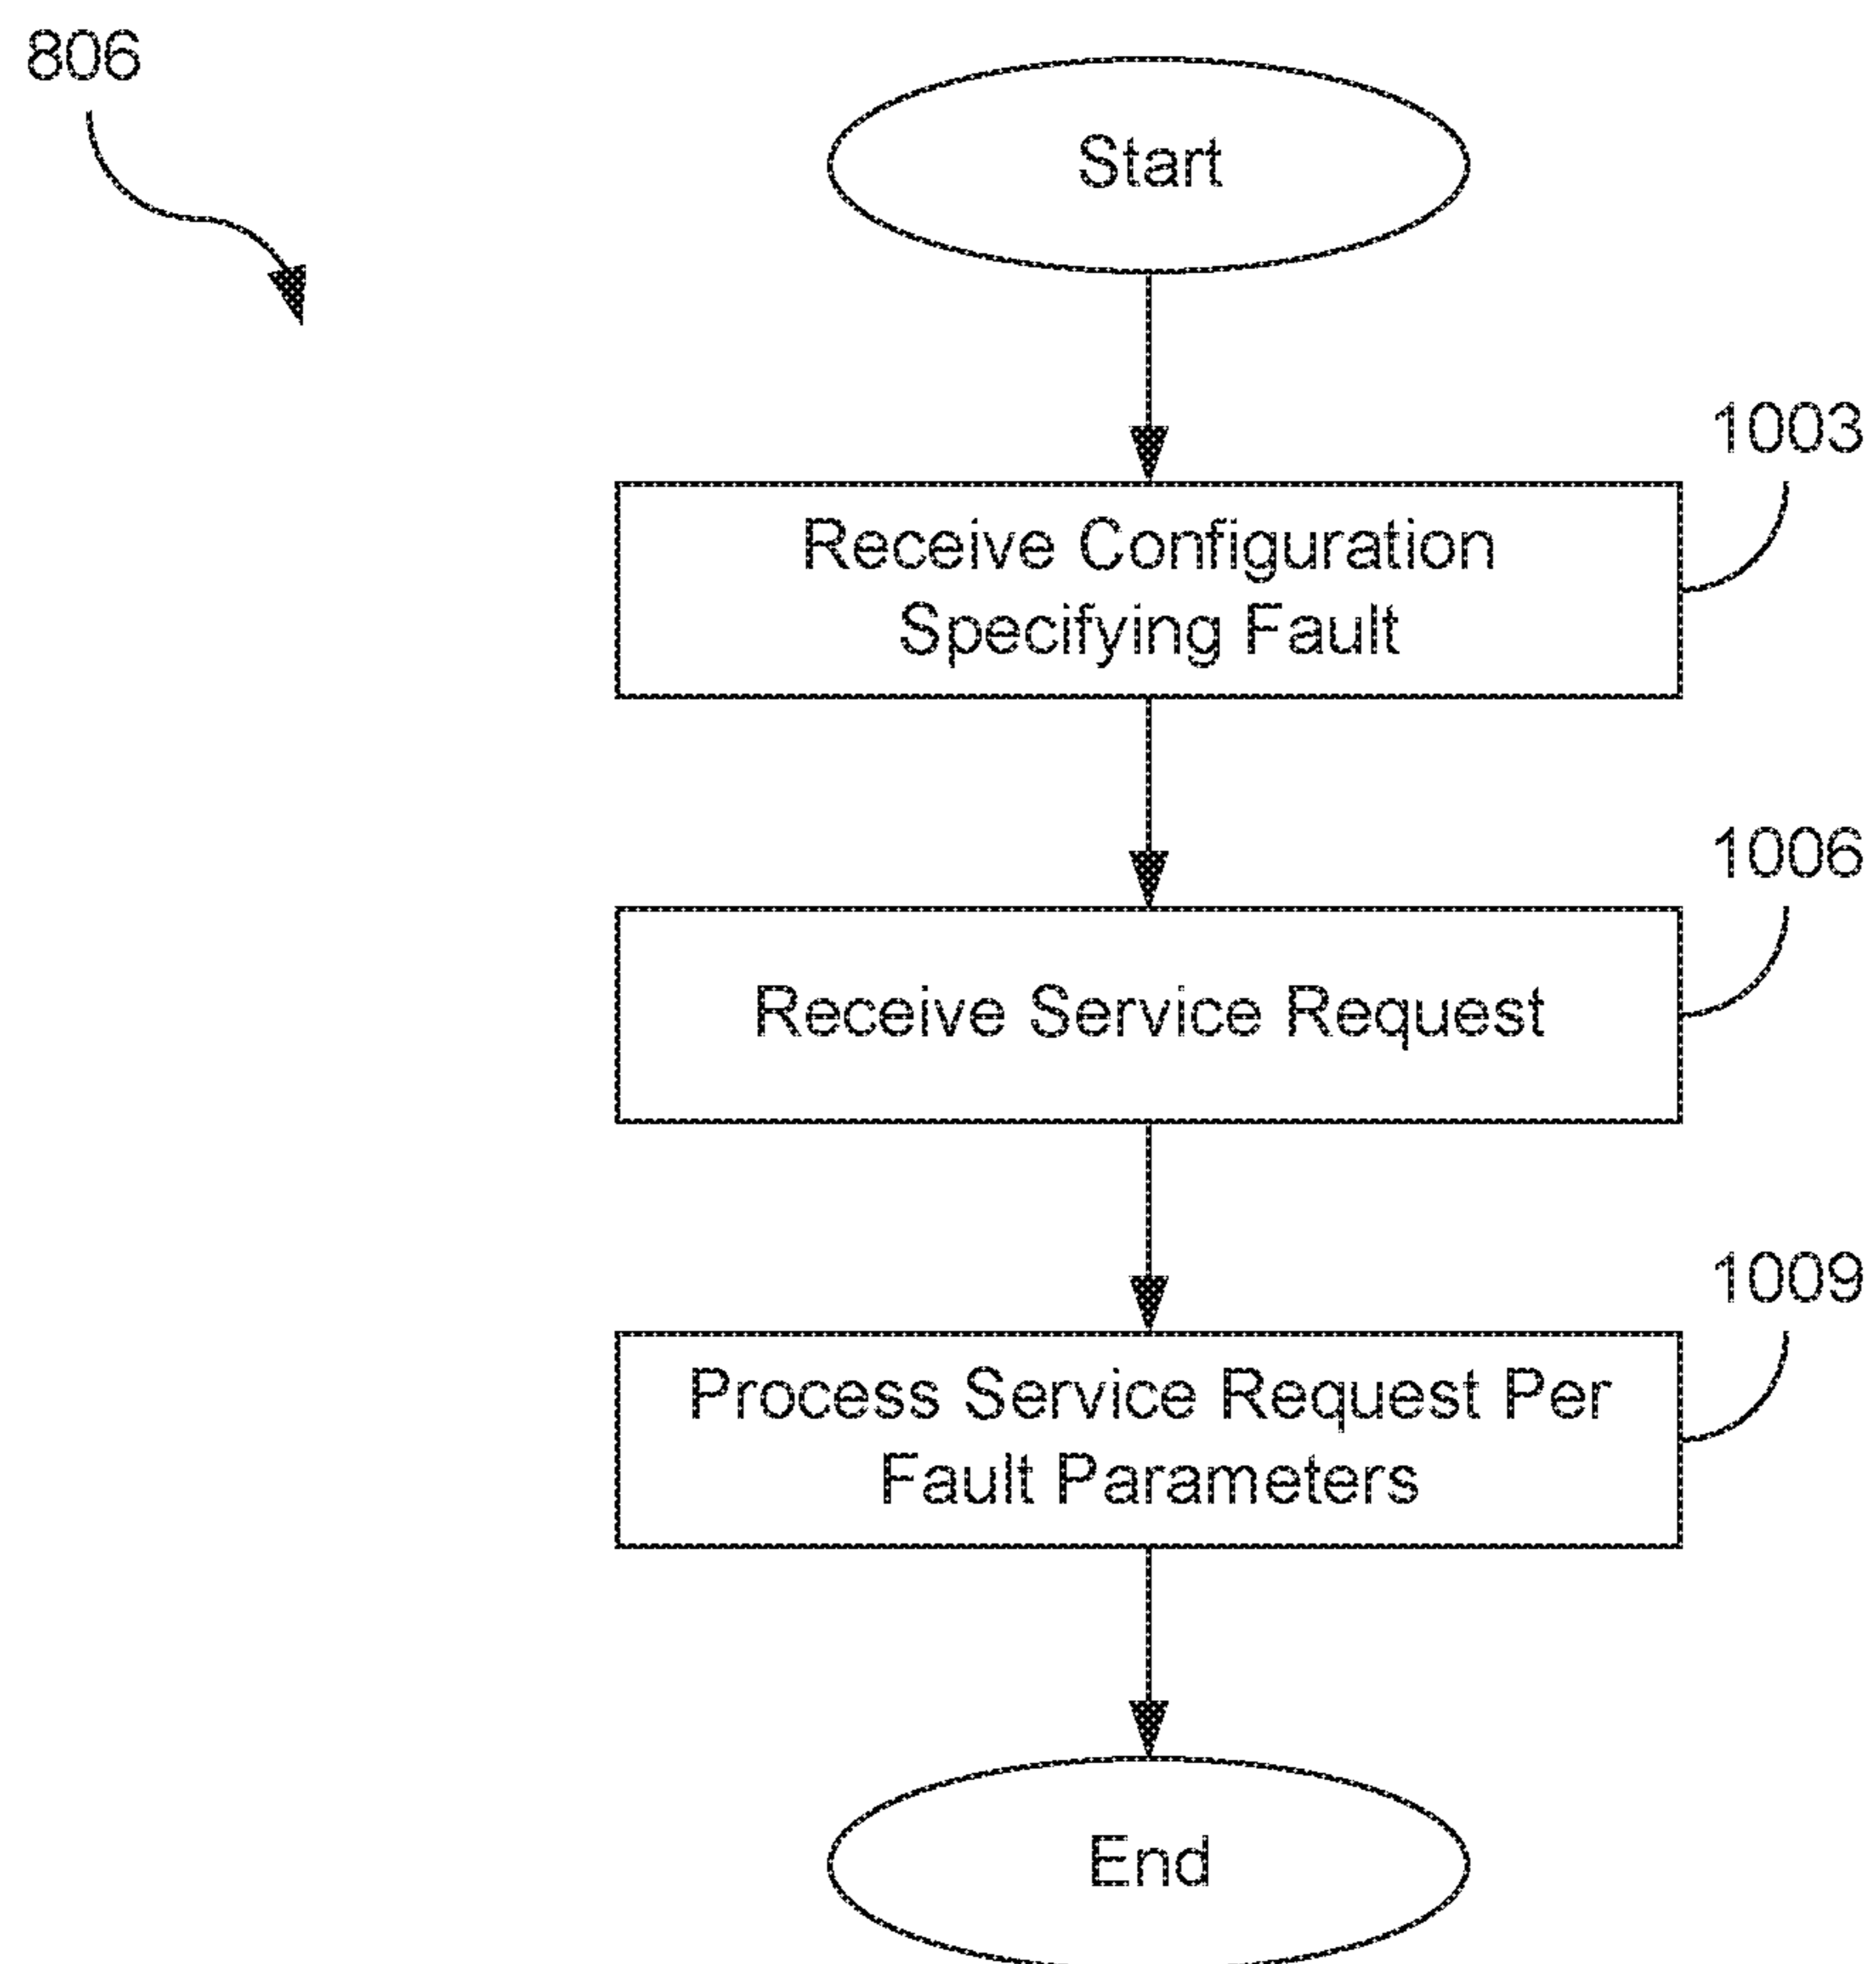 806
Start
1003
Receive Configuration
Specifying Fault
1006
Receive Service Request
1009
Process Service Request Per
Fault Parameters
End